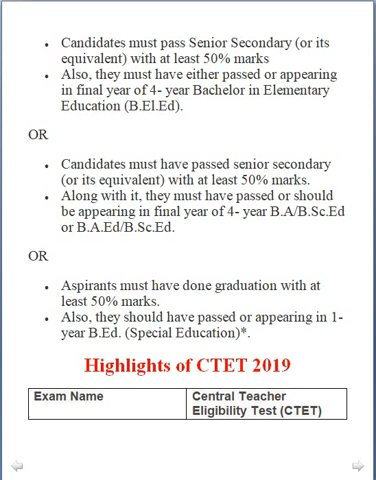 • Candidates must pass Senior Secondary (or its
equivalent) with at least 50% marks
• Also, they must have either passed or appearing
in final year of 4- year Bachelor in Elementary
Education (B.El.Ed).
OR
• Candidates must have passed senior secondary
(or its equivalent) with at least 50% marks.
• Along with it, they must have passed or should
be appearing in final year of 4- year B.A/B.Sc.Ed
or B.A.Ed/B.Sc.Ed.
OR
• Aspirants must have done graduation with at
least 50% marks.
• Also, they should have passed or appearing in 1-
year B.Ed. (Special Education)*.
Highlights of CTET 2019
Exam Name
Central Teacher
Eligibility Test (CTET)